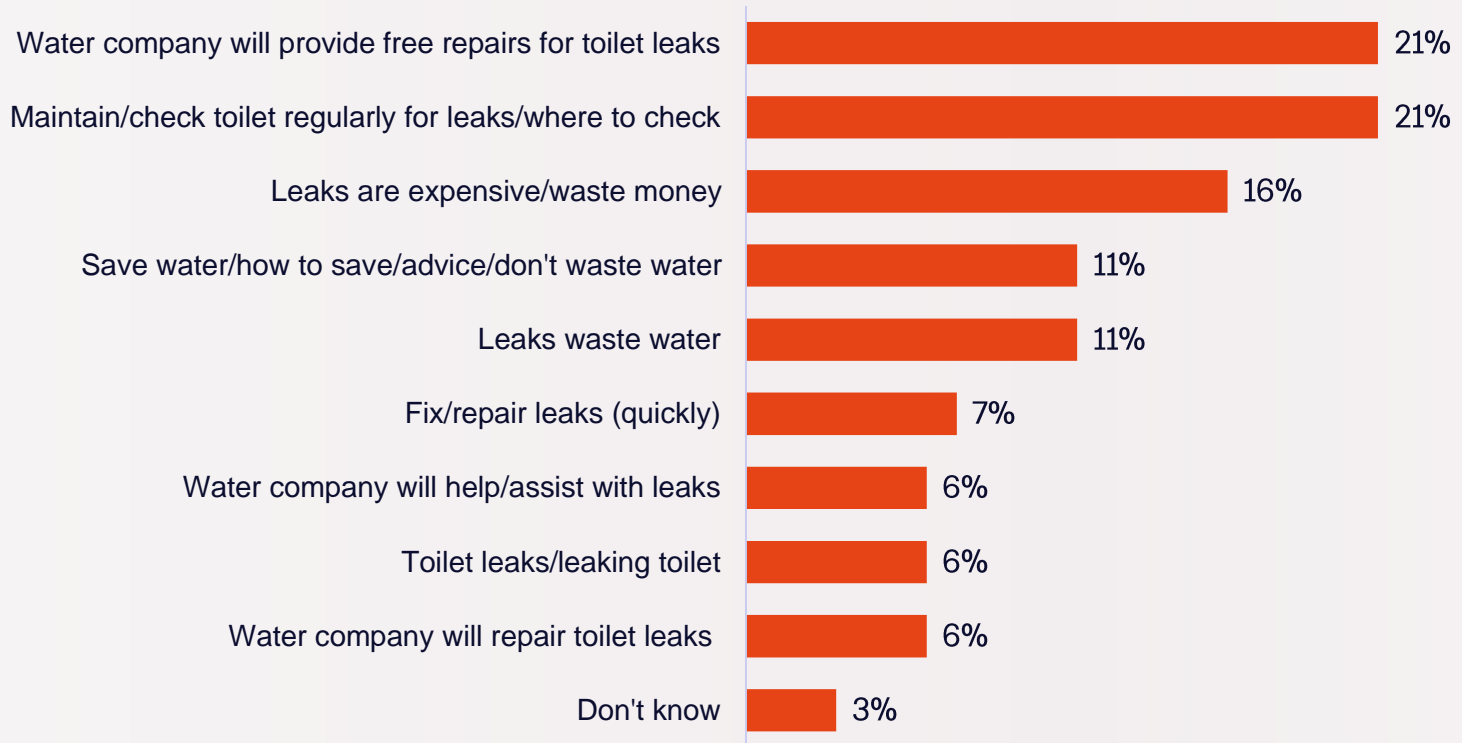 Water company will provide free repairs for toilet leaks 21%
Maintain/check toilet regularly for leaks/where to check 21%
Leaks are expensive/waste money 16%
Save water/how to save/advice/don't waste water 11%
Leaks waste water 11%
Fix/repair leaks (quickly) 7%
Water company will help/assist with leaks 6%
Toilet leaks/leaking toilet 6%
Water company will repair toilet leaks 6%
Don't know 3%